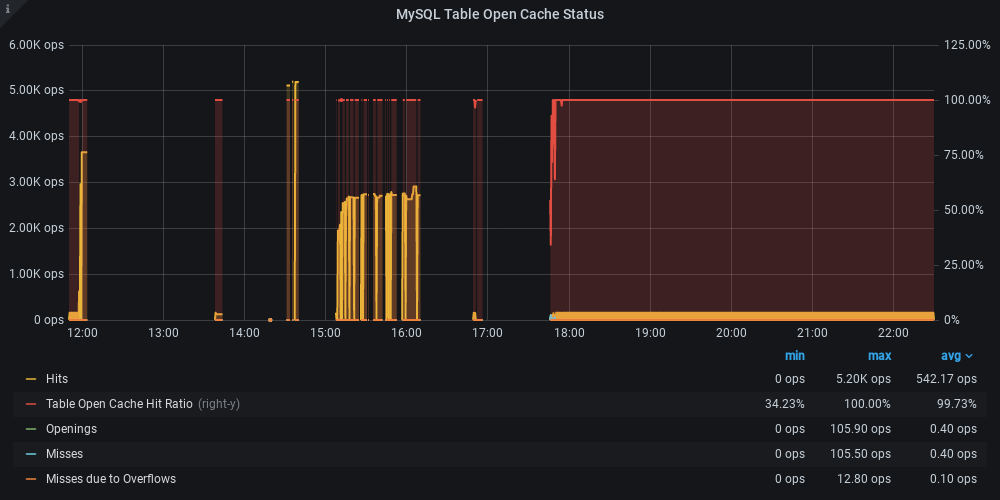 i
MySQL Table Open Cache Status
6.00K ops 125.00%
5.00K ops 100.00%
4.00K ops 75.00%
3.00K ops 50.00%
2.00K ops 25.00%
1.00K ops 0%
0 ops
12:00 13:00 14:00 15:00 16:00 17:00 18:00 19:00 20:00 21:00 22:00
min max avg
Hits 0 ops 5.20K ops 542.17 ops
Table Open Cache Hit Ratio (right-y) 34.23% 100.00% 99.73%
Openings 0 ops 105.90 ops 0.40 ops
Misses 0 ops 105.50 ops 0.40 ops
Misses due to Overflows 0 ops 12.80 ops 0.10 ops